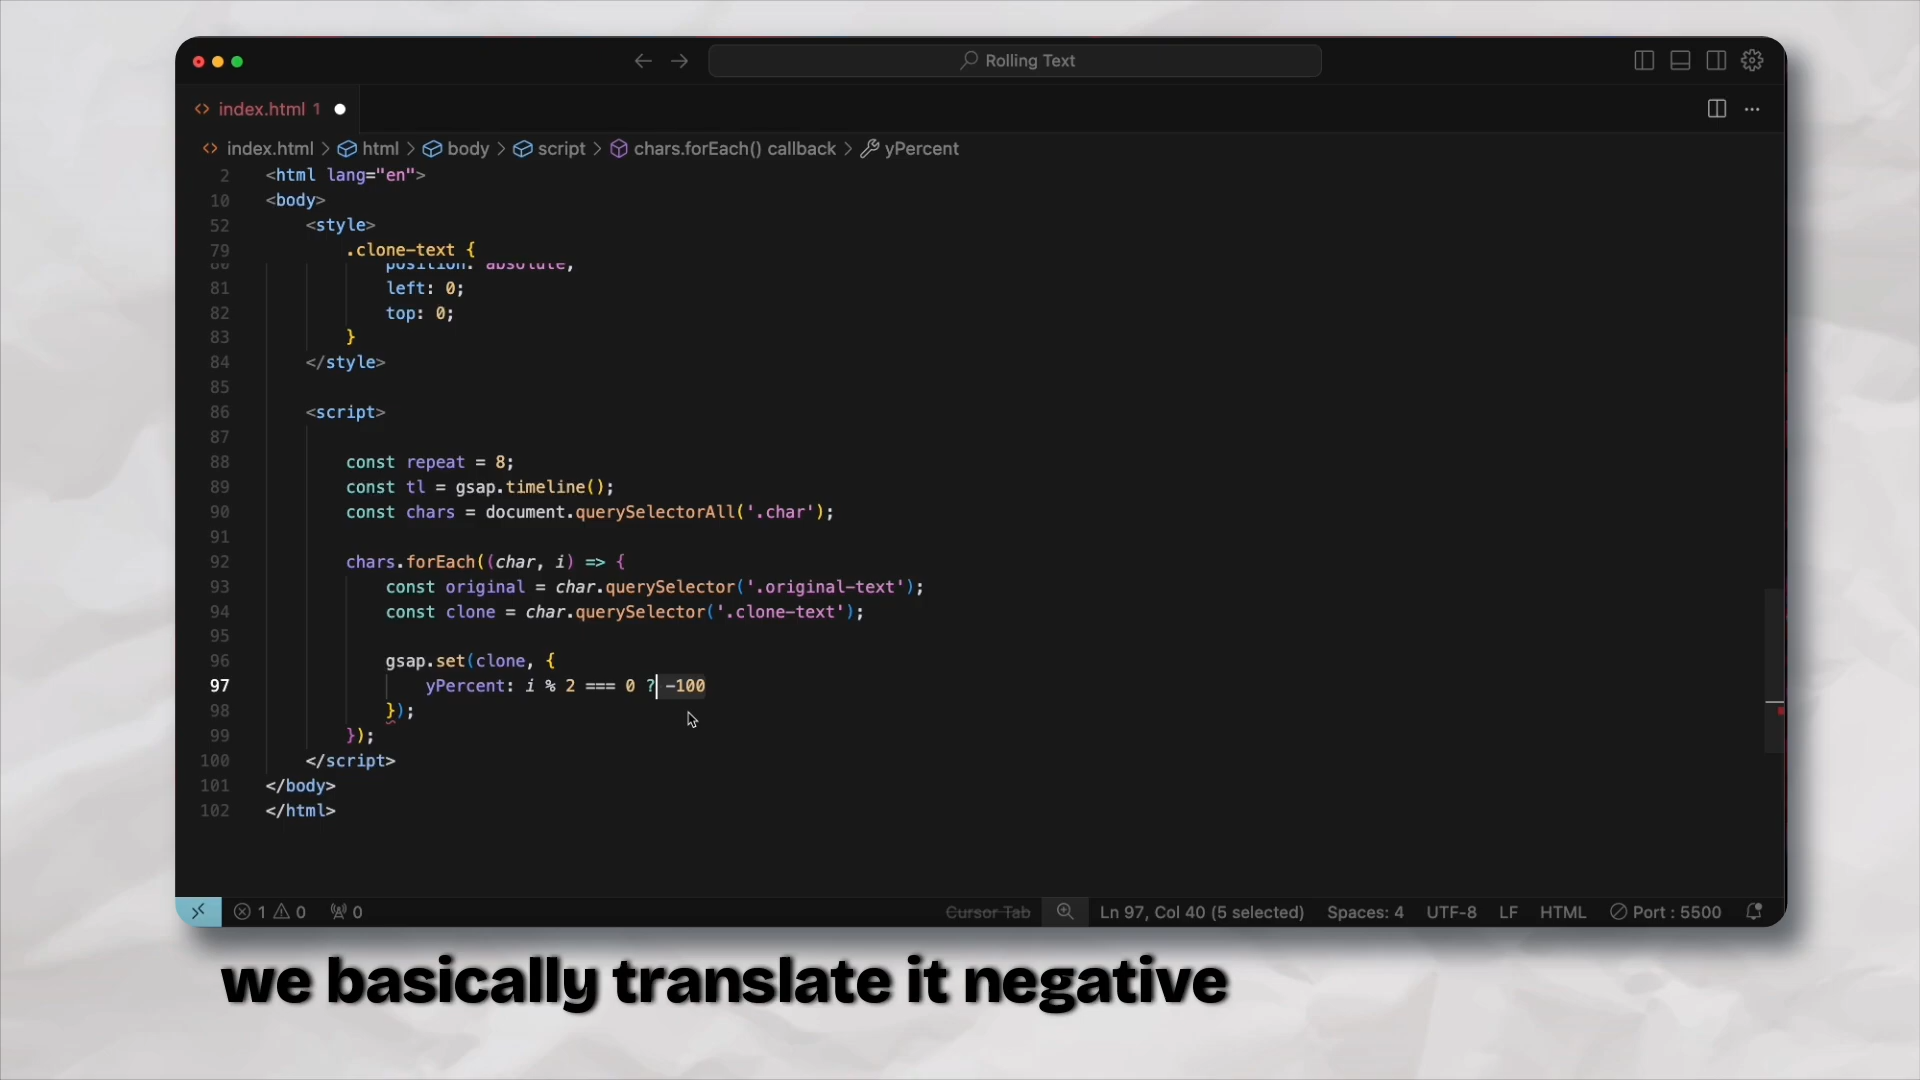 Rolling Text
index.html 1
index.html > html > body > script > chars.forEach() callback > yPercent
2 <html lang="en">
10 <body>
52 <style>
79 .clone-text {
80 position: absolute;
81 left: 0;
82 top: 0;
83 }
84 </style>
85
86 <script>
87
88 const repeat = 8;
89 const tl = gsap.timeline();
90 const chars = document.querySelectorAll('.char');
91
92 chars.forEach((char, i) => {
93 const original = char.querySelector('.original-text');
94 const clone = char.querySelector('.clone-text');
95
96 gsap.set(clone, {
97 yPercent: i % 2 === 0 ? -100
98 });
99 });
100 </script>
101 </body>
102 </html>
1 0 0 Cursor Tab Ln 97, Col 40 (5 selected) Spaces: 4 UTF-8 LF HTML Port : 5500
we basically translate it negative